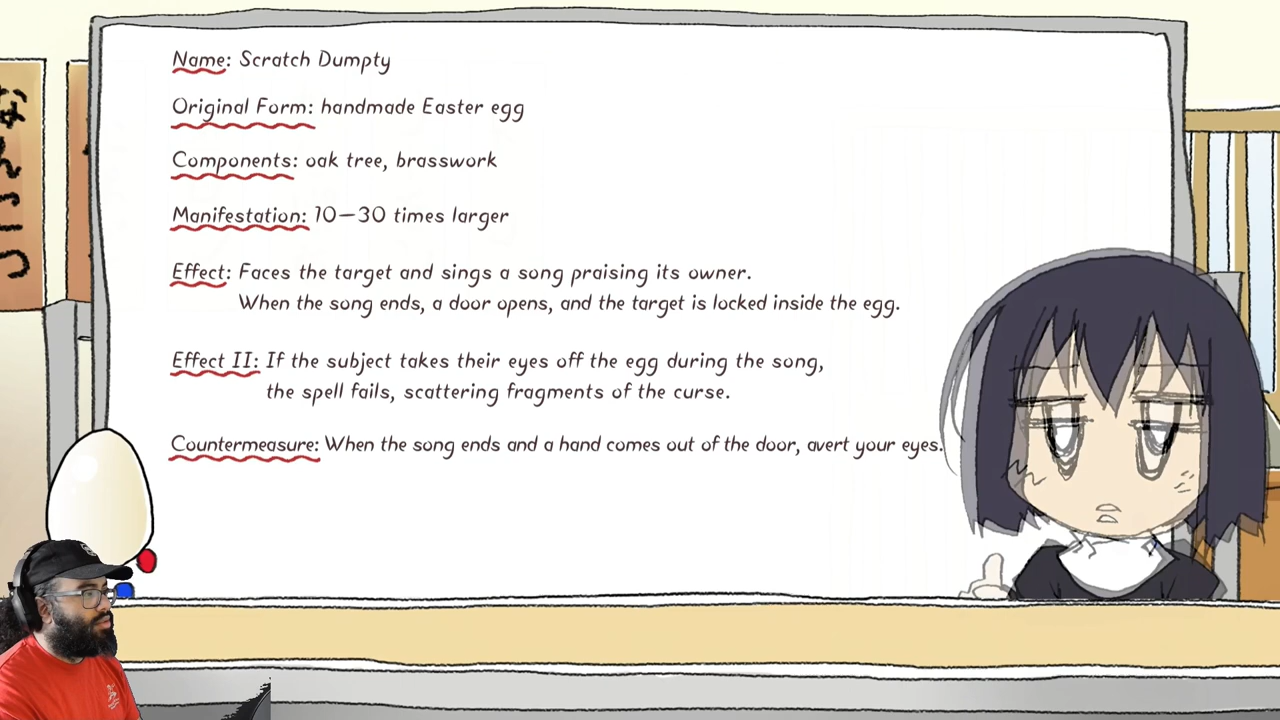 Name: Scratch Dumpty
Original Form: handmade Easter egg
Components: oak tree, brasswork
Manifestation: 10–30 times larger
Effect: Faces the target and sings a song praising its owner.
When the song ends, a door opens, and the target is locked inside the egg.
Effect II: If the subject takes their eyes off the egg during the song,
the spell fails, scattering fragments of the curse.
Countermeasure: When the song ends and a hand comes out of the door, avert your eyes.